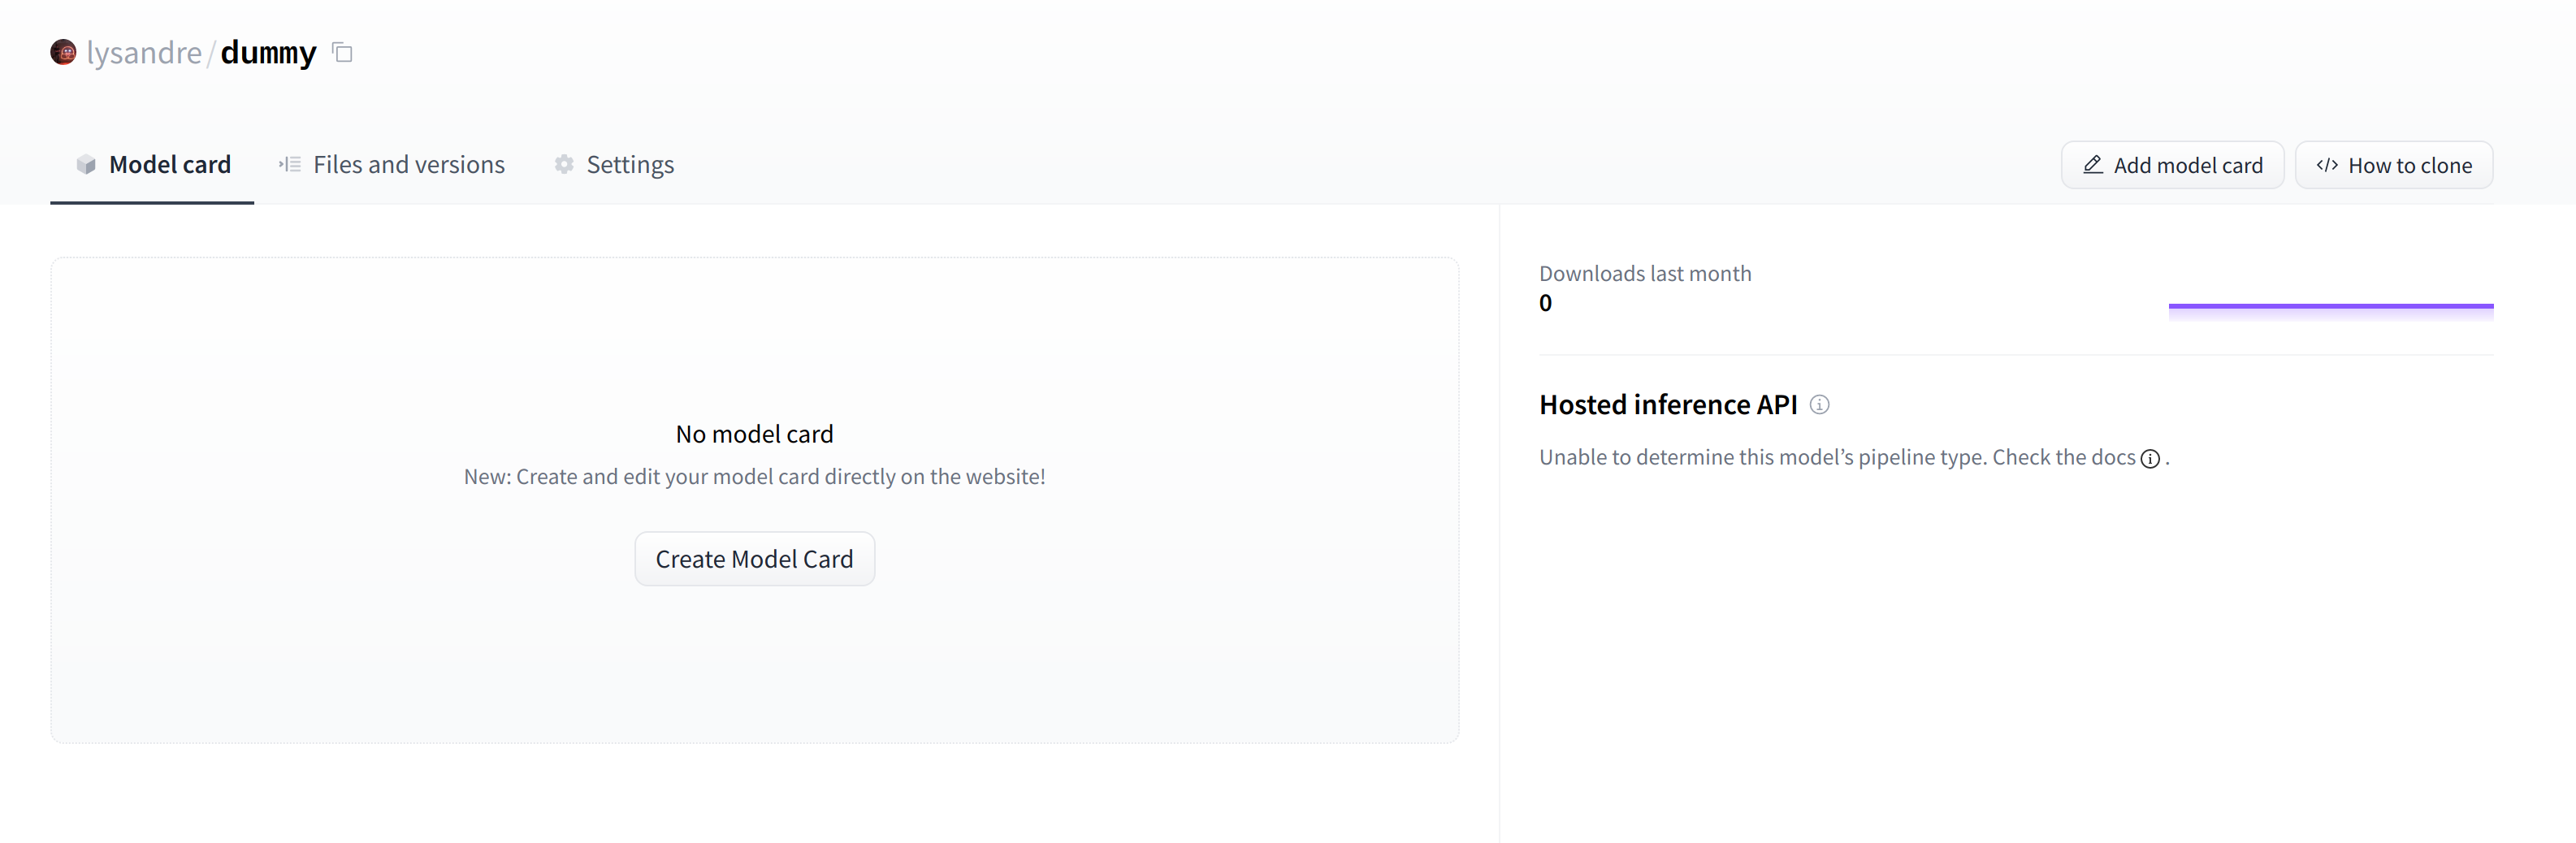 lysandre/dummy
Model card
Files and versions
Settings
Add model card
How to clone
No model card
New: Create and edit your model card directly on the website!
Create Model Card
Downloads last month
0
Hosted inference API
Unable to determine this model’s pipeline type. Check the docs .